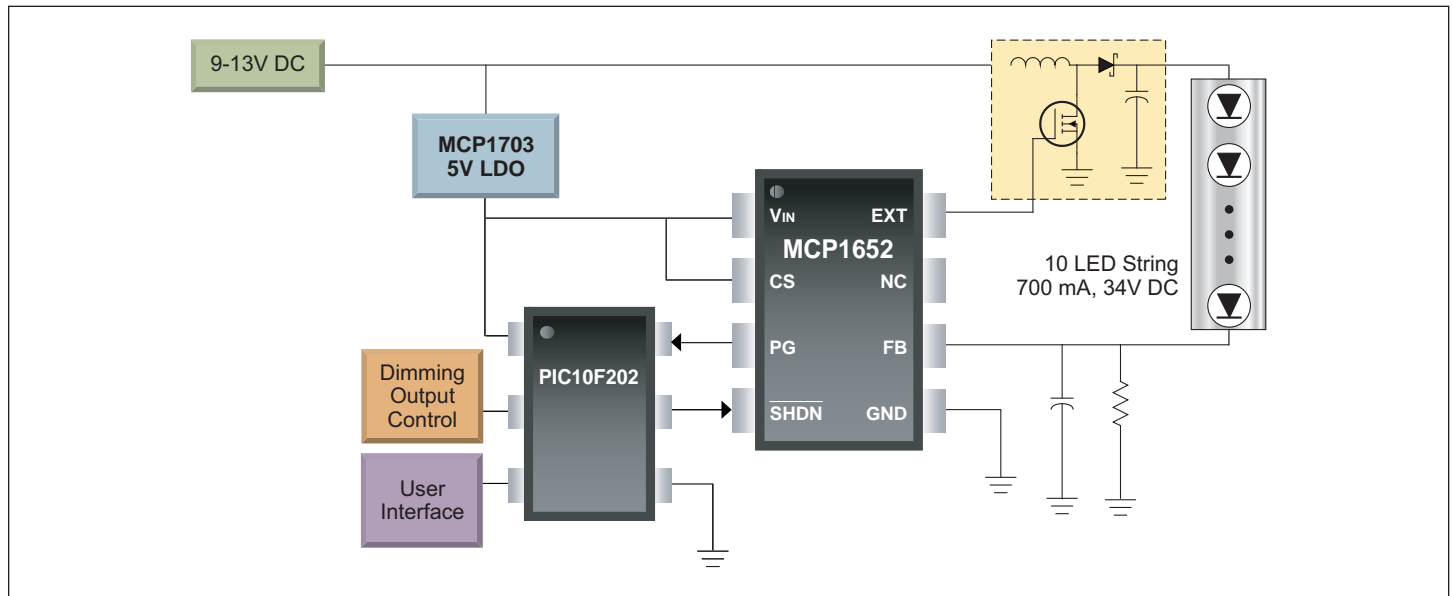 9-13V DC
MCP1703
5V LDO
VIN
EXT
MCP1652
CS
NC
PG
FB
SHDN
GND
10 LED String
700 mA, 34V DC
PIC10F202
Dimming
Output
Control
User
Interface